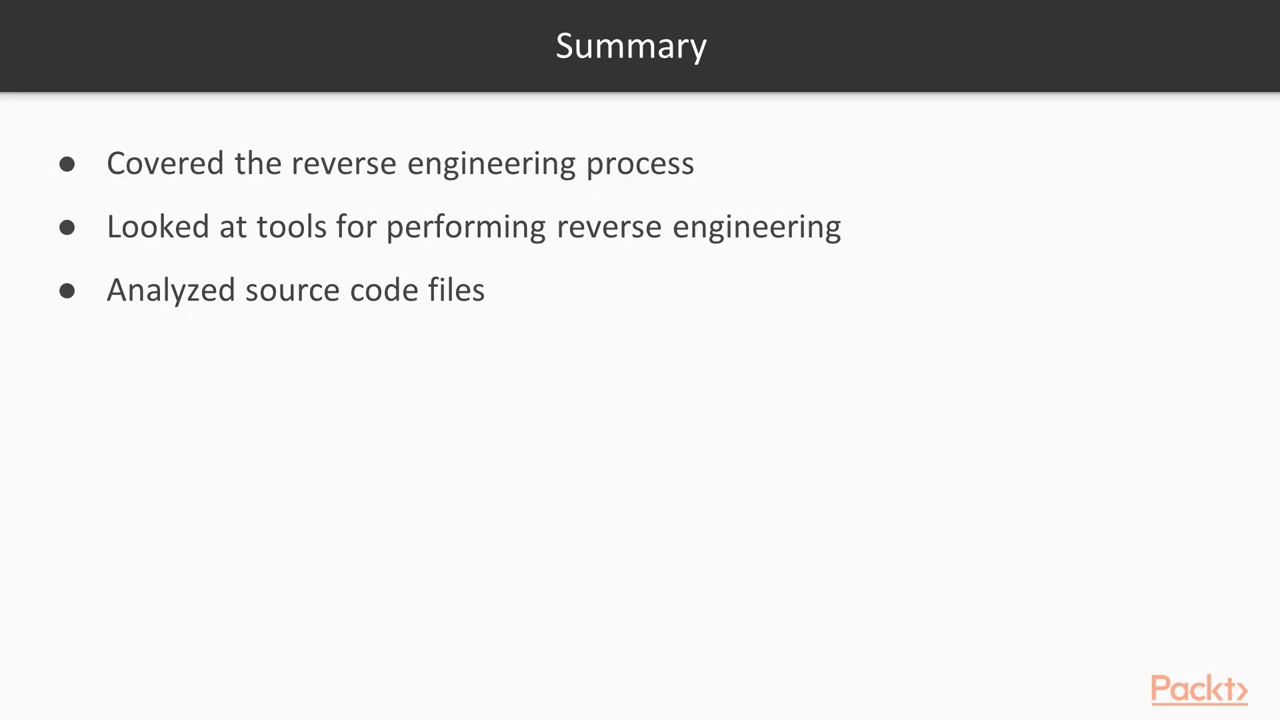 Summary
● Covered the reverse engineering process
● Looked at tools for performing reverse engineering
● Analyzed source code files
Packt>